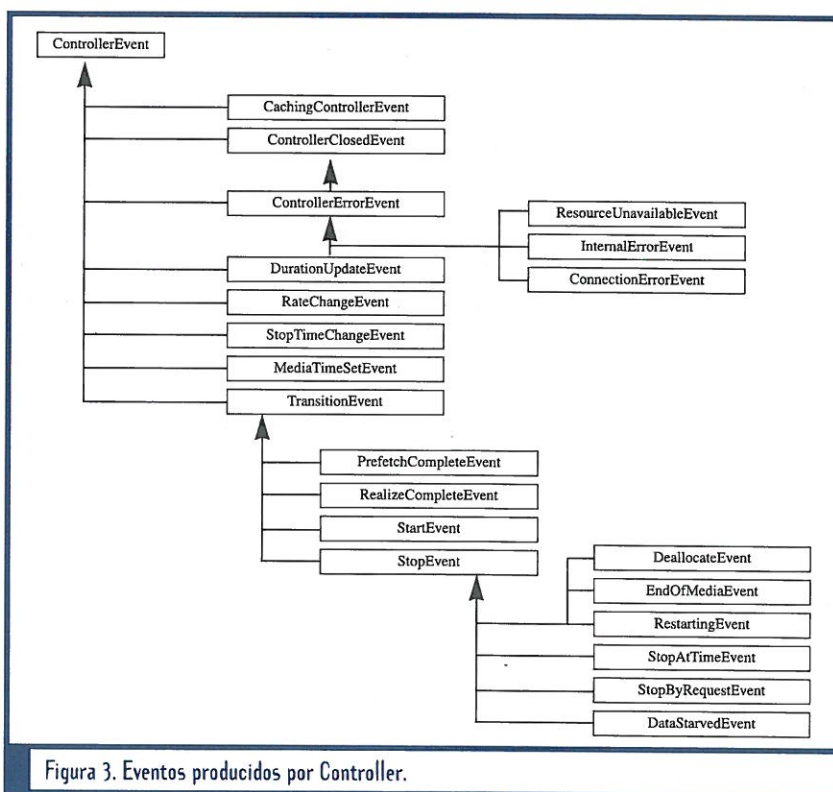 ControllerEvent
CachingControllerEvent
ControllerClosedEvent
ControllerErrorEvent
ResourceUnavailableEvent
InternalErrorEvent
ConnectionErrorEvent
DurationUpdateEvent
RateChangeEvent
StopTimeChangeEvent
MediaTimeSetEvent
TransitionEvent
PrefetchCompleteEvent
RealizeCompleteEvent
StartEvent
StopEvent
DeallocateEvent
EndOfMediaEvent
RestartingEvent
StopAtTimeEvent
StopByRequestEvent
DataStarvedEvent
Figura 3. Eventos producidos por Controller.